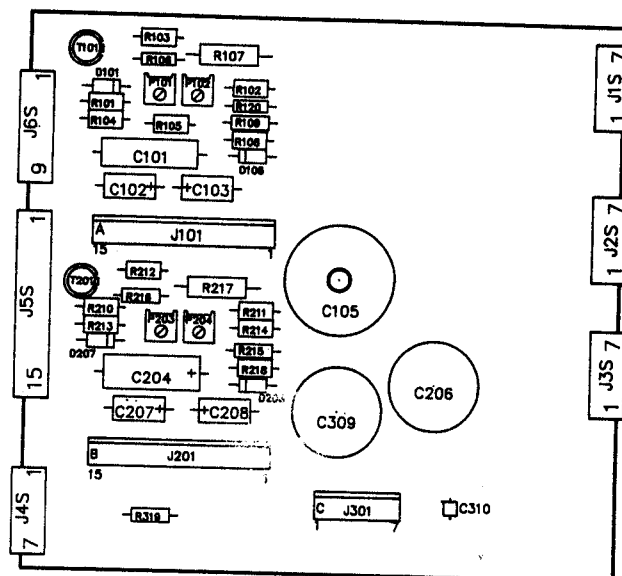 R103
T101
R107
R108
D101
P101
P102
R102
R101
R120
R104
R109
R105
R106
C101
D106
C102+
+C103
A
J101
15
1
J6S
1
9
J1S
7
1
J5S
1
15
J2S
7
1
R212
T201
R217
R216
R210
R211
R213
P203
P204
R214
D207
R215
C204
+
R218
C207+
+C208
C105
J3S
7
1
C206
C309
B
J201
15
J4S
1
7
R319
C
J301
1
7
C310